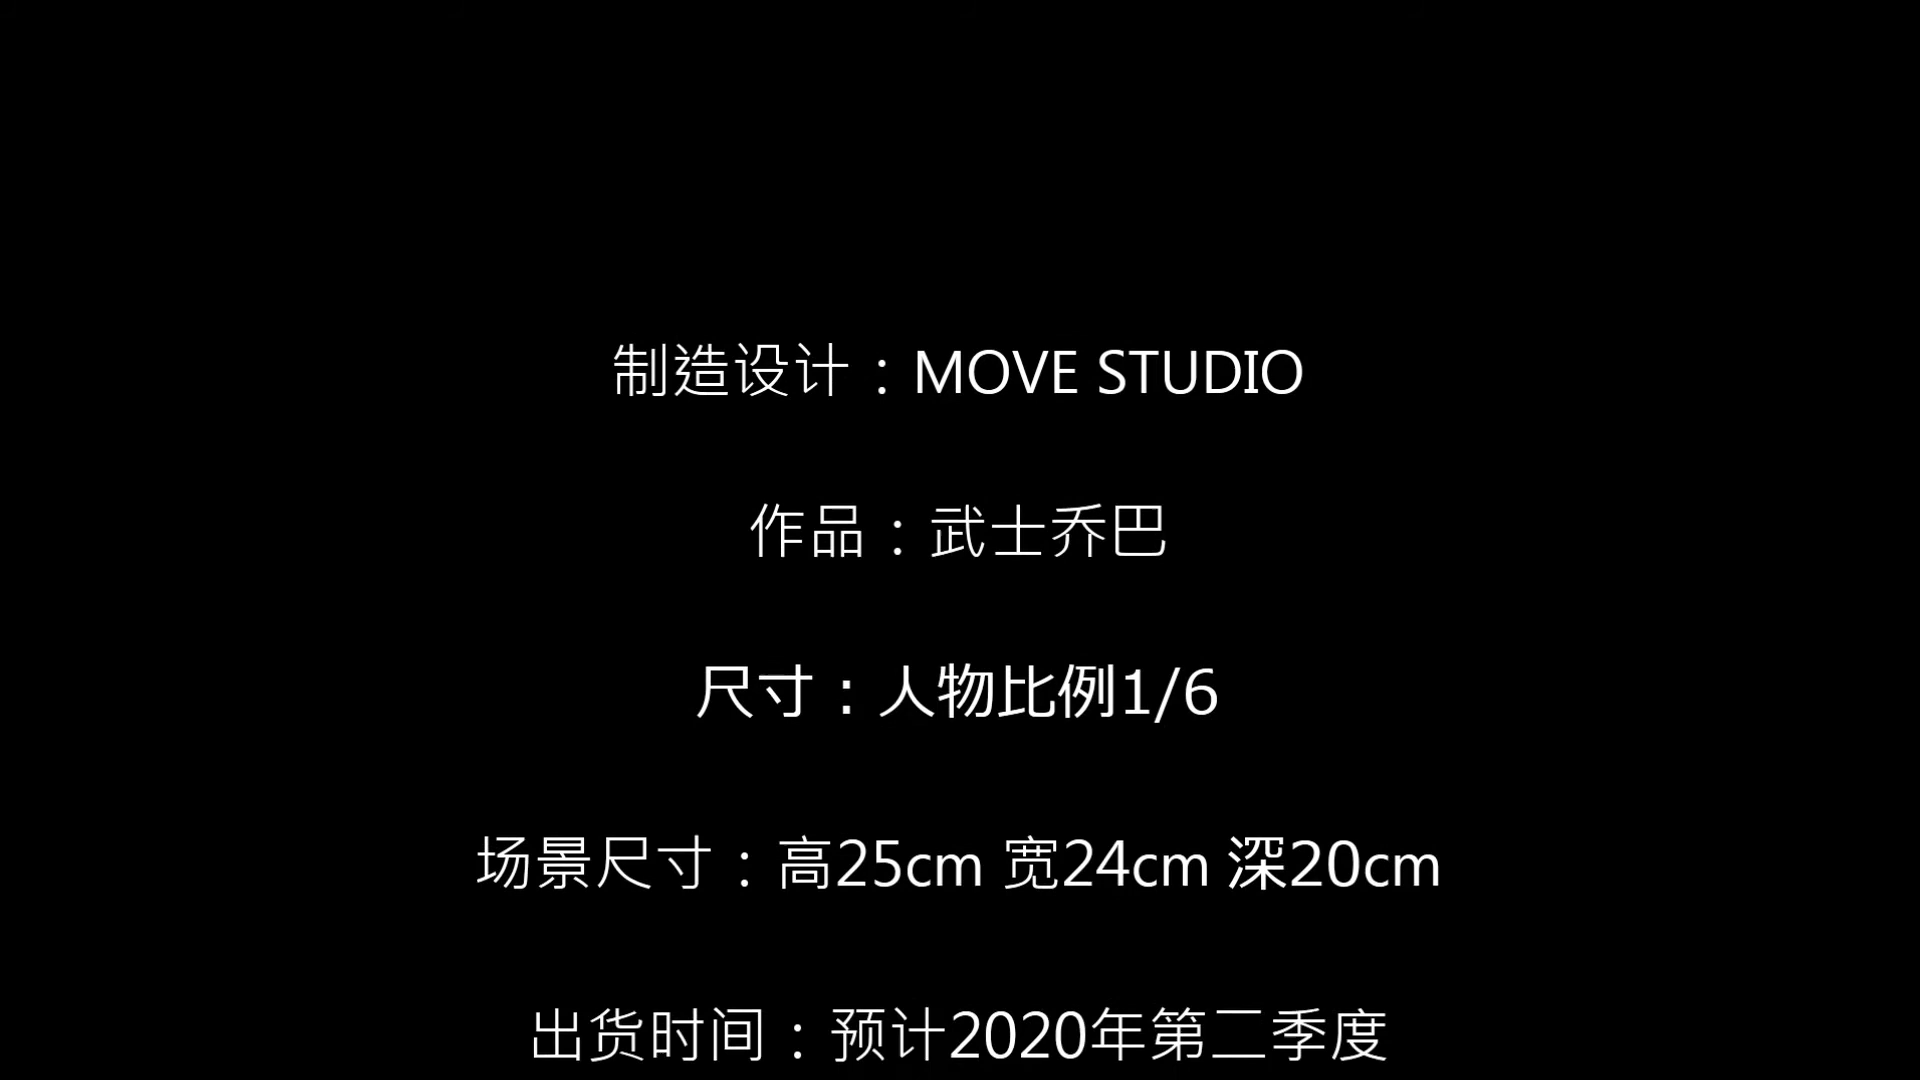 制造设计：MOVE STUDIO
作品：武士乔巴
尺寸：人物比例1/6
场景尺寸：高25cm 宽24cm 深20cm
出货时间：预计2020年第二季度